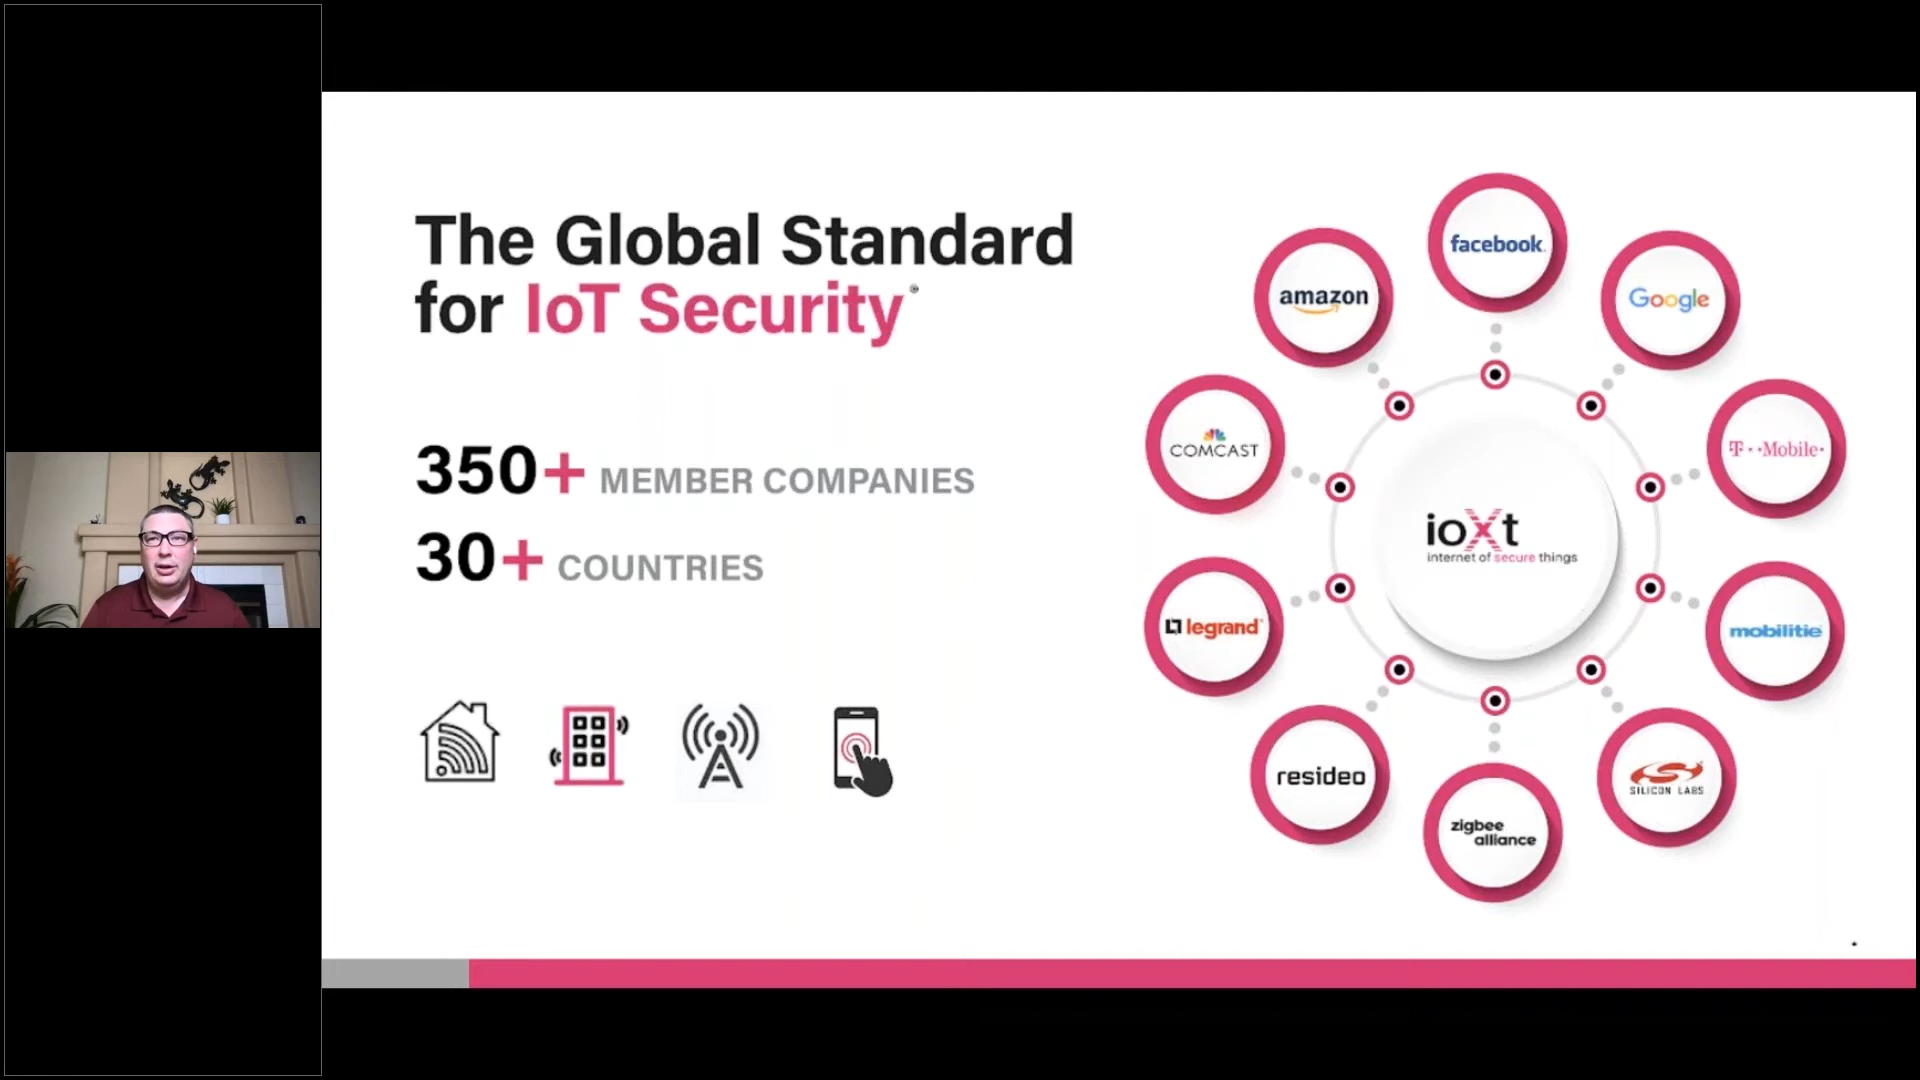 The Global Standard
for IoT Security
350+ MEMBER COMPANIES
30+ COUNTRIES
facebook
amazon
Google
COMCAST
T··Mobile·
ioXt
internet of secure things
legrand
mobilitie
resideo
SILICON LABS
zigbee
alliance